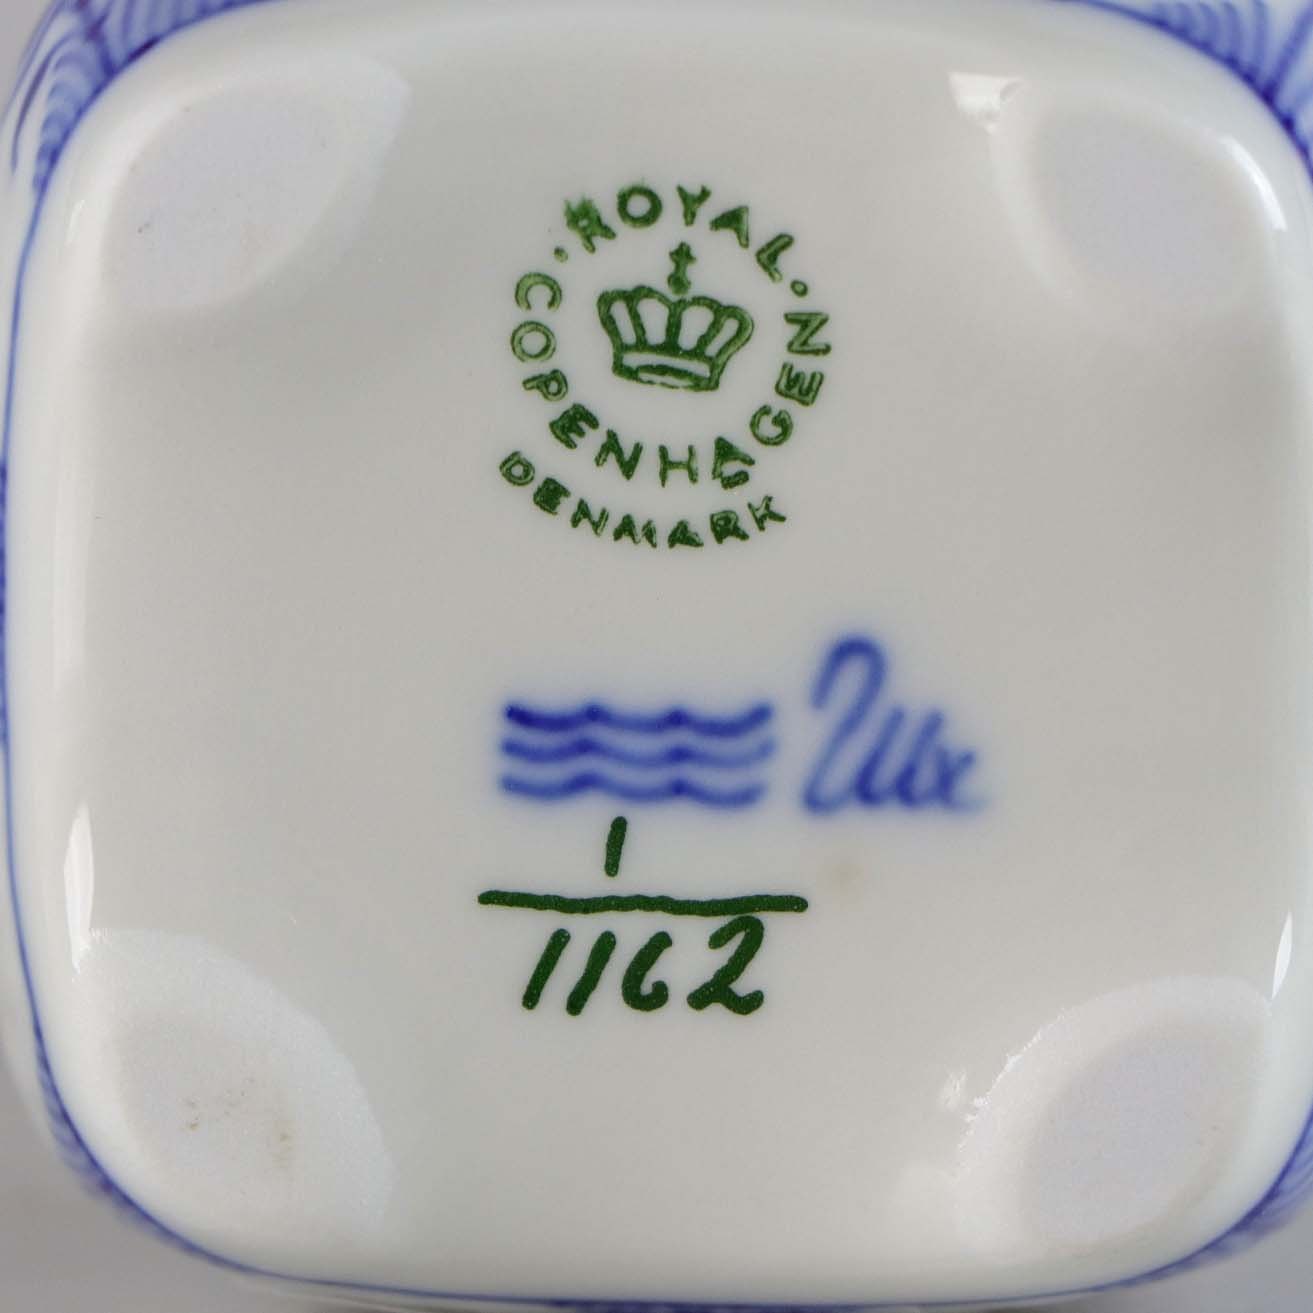 ROYAL
COPENHAGEN
DENMARK
1
1162